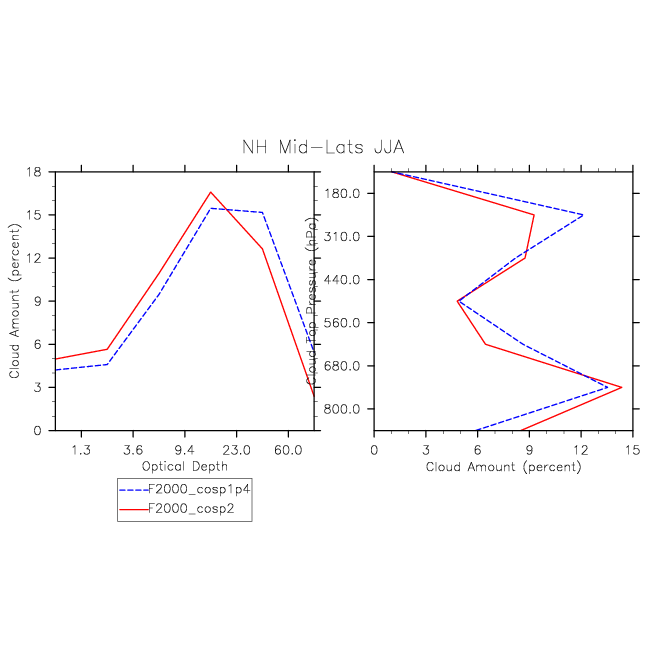 NH Mid-Lats JJA
Cloud Amount (percent)
18
15
12
9
6
3
0
1.3 3.6 9.4 23.0 60.0
Optical Depth
Cloud Top Pressure (hPa)
180.0
310.0
440.0
560.0
680.0
800.0
0 3 6 9 12 15
Cloud Amount (percent)
F2000_cosp1p4
F2000_cosp2